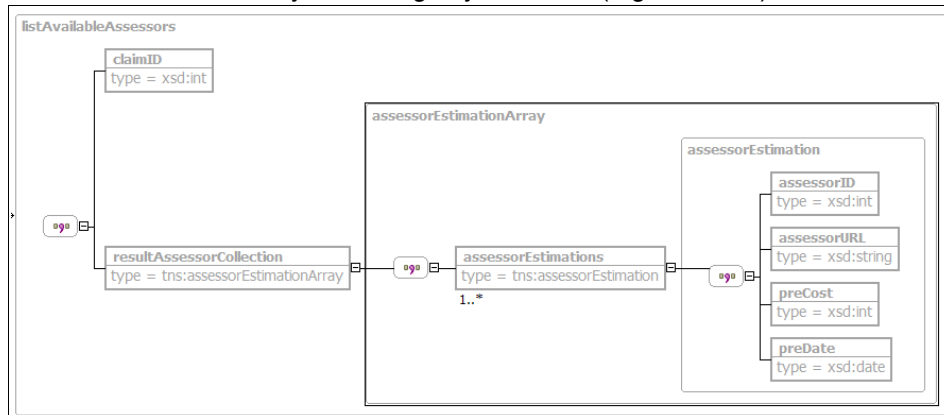 listAvailableAssessors
claimID
type = xsd:int
assessorEstimationArray
assessorEstimation
assessorID
type = xsd:int
assessorURL
type = xsd:string
resultAssessorCollection
type = tns:assessorEstimationArray
assessorEstimations
type = tns:assessorEstimation
1..*
preCost
type = xsd:int
preDate
type = xsd:date